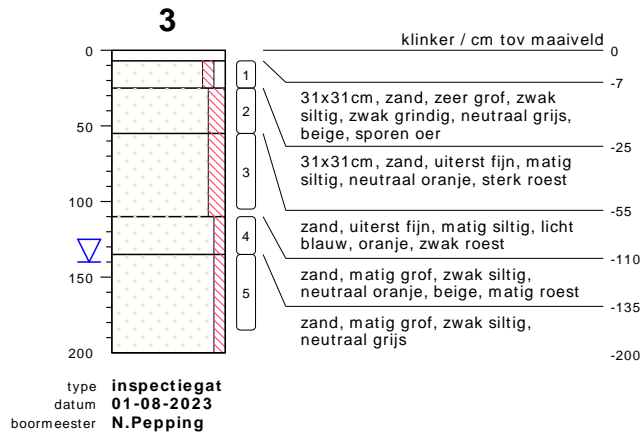 3
klinker / cm tov maaiveld
0
0
-7
1
31x31cm, zand, zeer grof, zwak
siltig, zwak grindig, neutraal grijs,
beige, sporen oer
2
-25
50
31x31cm, zand, uiterst fijn, matig
siltig, neutraal oranje, sterk roest
3
-55
100
zand, uiterst fijn, matig siltig, licht
blauw, oranje, zwak roest
4
-110
150
zand, matig grof, zwak siltig,
neutraal oranje, beige, matig roest
5
-135
zand, matig grof, zwak siltig,
neutraal grijs
200
-200
type inspectiegat
datum 01-08-2023
boormeester N.Pepping